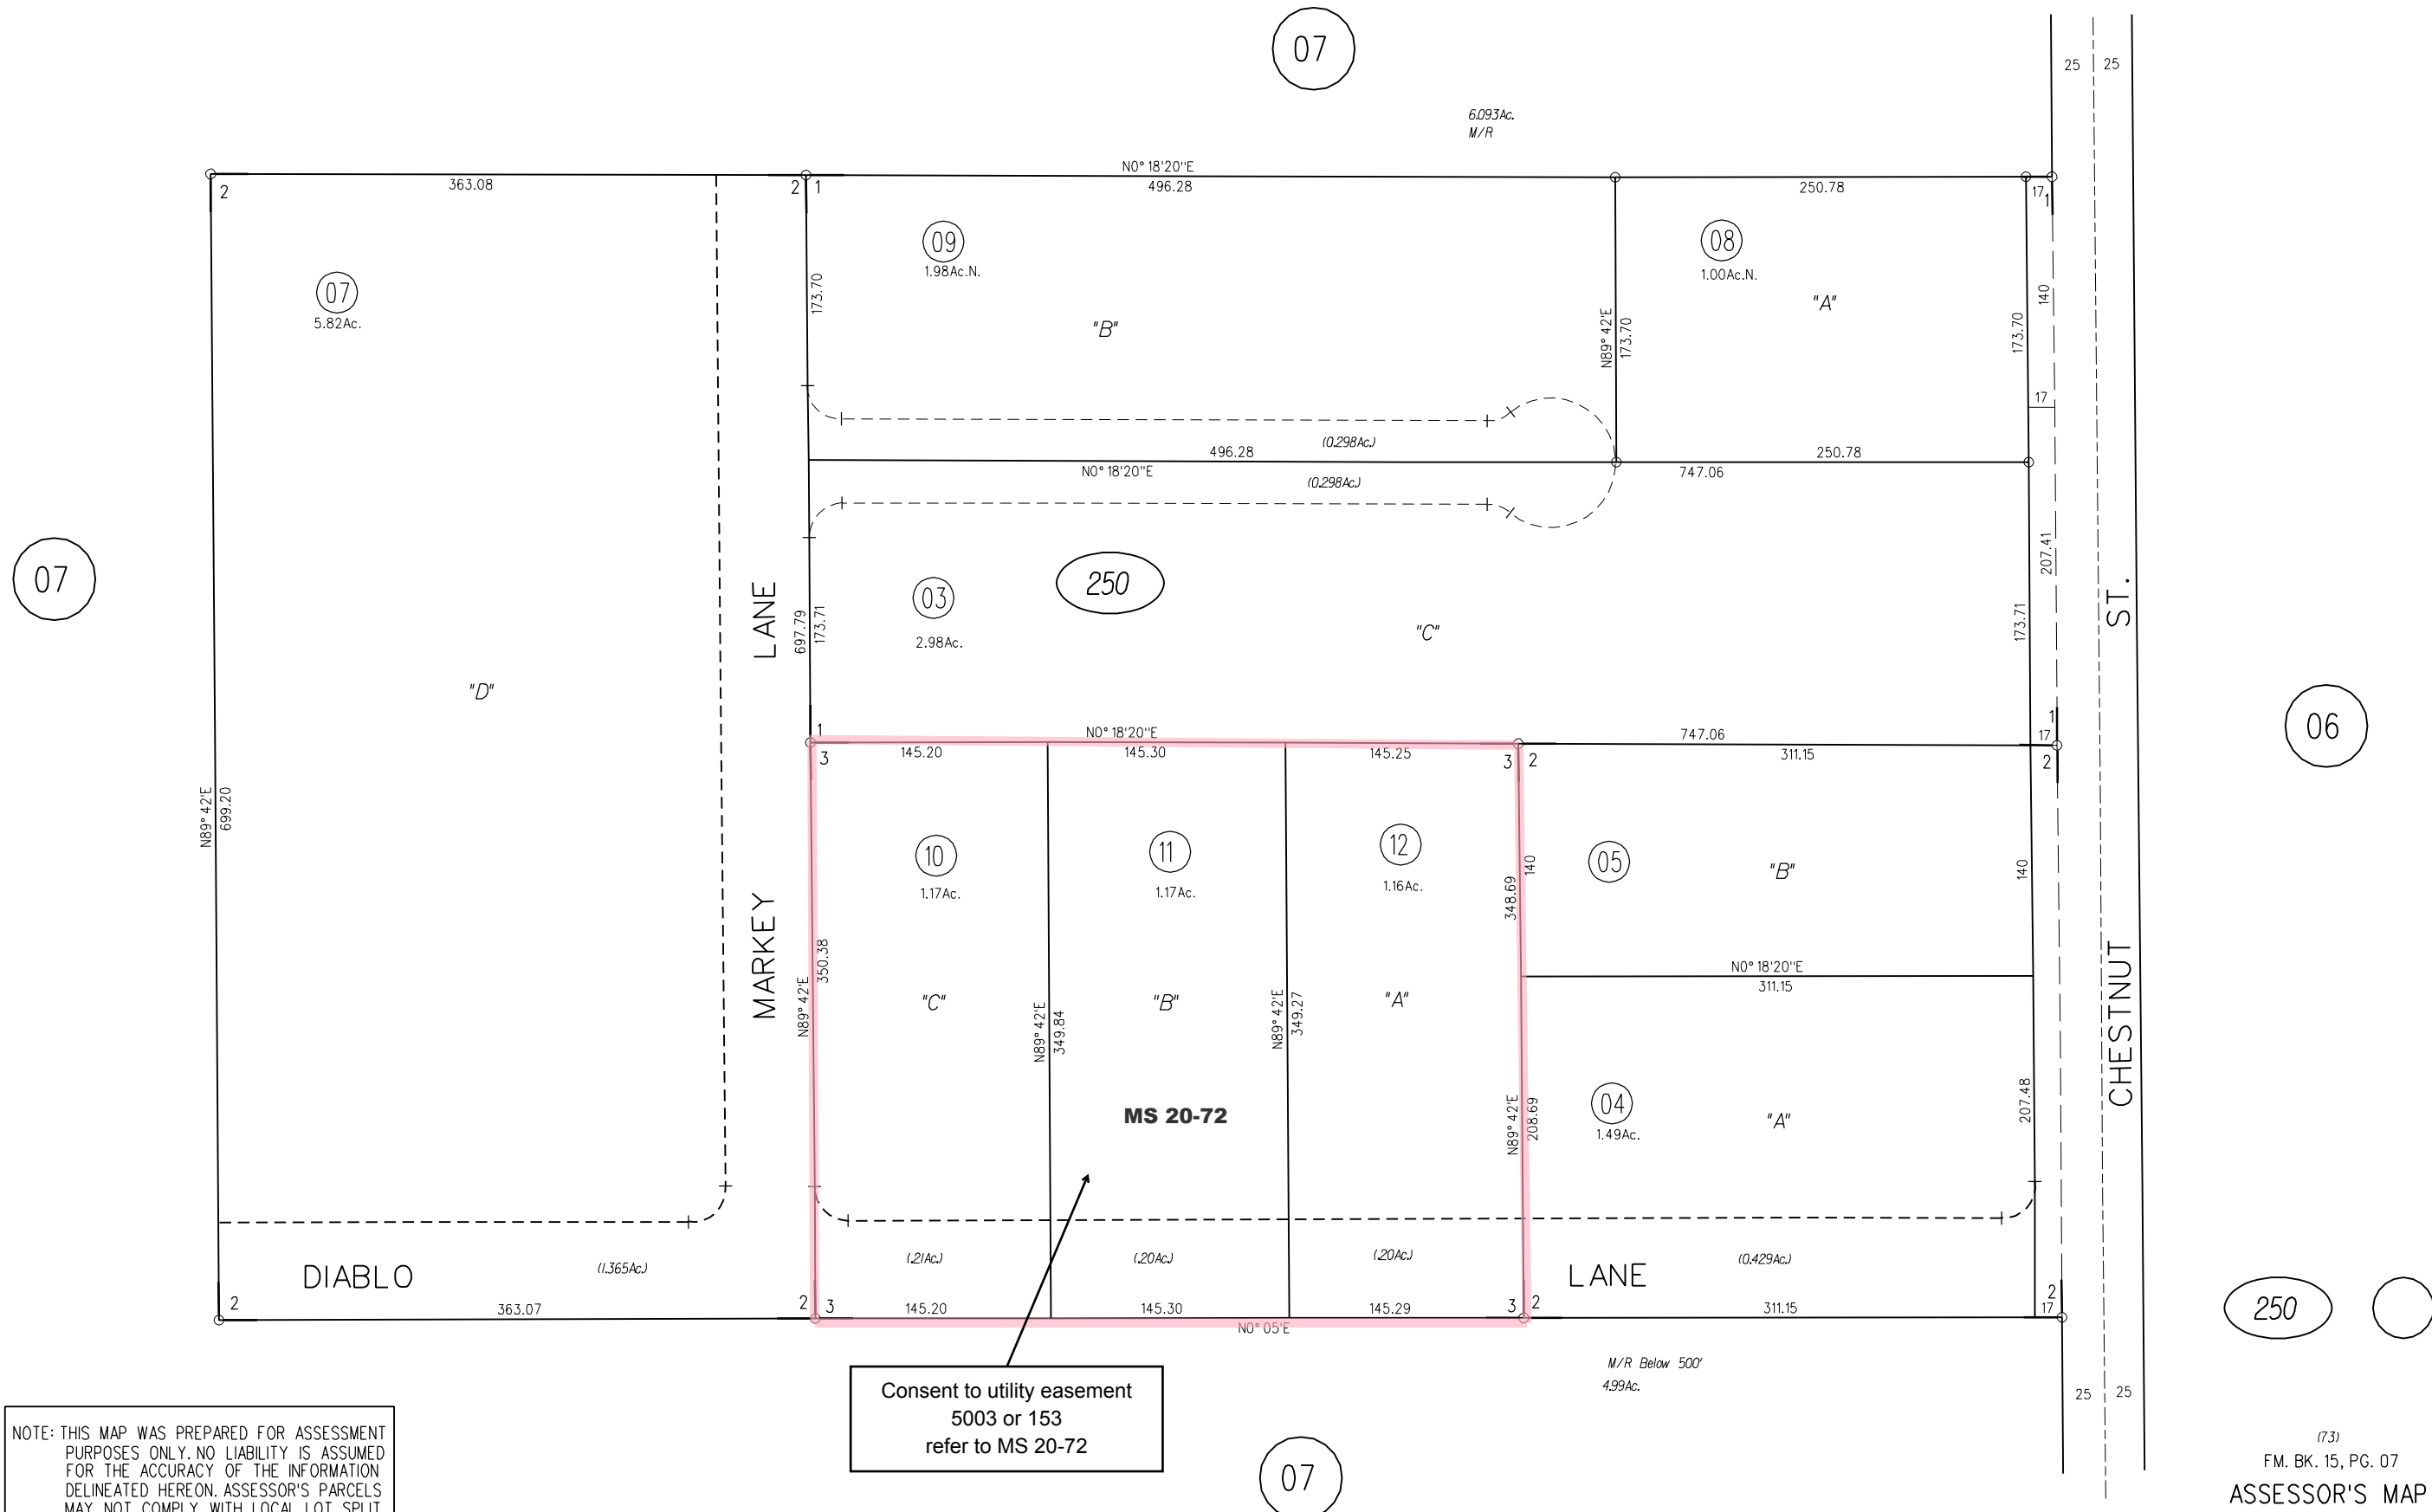 07
25 25
6.093Ac.
M/R
N0° 18'20"E
363.08
496.28
250.78
2
2 1
17
1
09
1.98Ac.N.
08
1.00Ac.N.
07
5.82Ac.
"B"
"A"
173.70
N89° 42'E
173.70
173.70
140
17
(0.298Ac.)
496.28
250.78
N0° 18'20"E
747.06
(0.298Ac.)
07
250
03
2.98Ac.
"C"
"D"
LANE
697.79
173.71
173.71
207.41
ST.
06
N0° 18'20"E
747.06
1
1
17
3
145.20
145.30
145.25
3 2
311.15
2
N89° 42'E
699.20
10
1.17Ac.
11
1.17Ac.
12
1.16Ac.
05
"B"
348.69
140
140
MARKEY
N89° 42'E
350.38
"C"
N89° 42'E
349.84
"B"
N89° 42'E
349.27
"A"
N0° 18'20"E
311.15
CHESTNUT
MS 20-72
N89° 42'E
208.69
04
1.49Ac.
"A"
207.48
DIABLO
(1.365Ac.)
(.21Ac.)
(.20Ac.)
(.20Ac.)
LANE
(0.429Ac.)
2
363.07
2 3
145.20
145.30
145.29
3 2
311.15
2
17
N0° 05'E
250
Consent to utility easement
5003 or 153
refer to MS 20-72
M/R Below 500'
4.99Ac.
25 25
07
NOTE: THIS MAP WAS PREPARED FOR ASSESSMENT
PURPOSES ONLY. NO LIABILITY IS ASSUMED
FOR THE ACCURACY OF THE INFORMATION
DELINEATED HEREON. ASSESSOR'S PARCELS
MAY NOT COMPLY WITH LOCAL LOT SPLIT
(73)
FM. BK. 15, PG. 07
ASSESSOR'S MAP